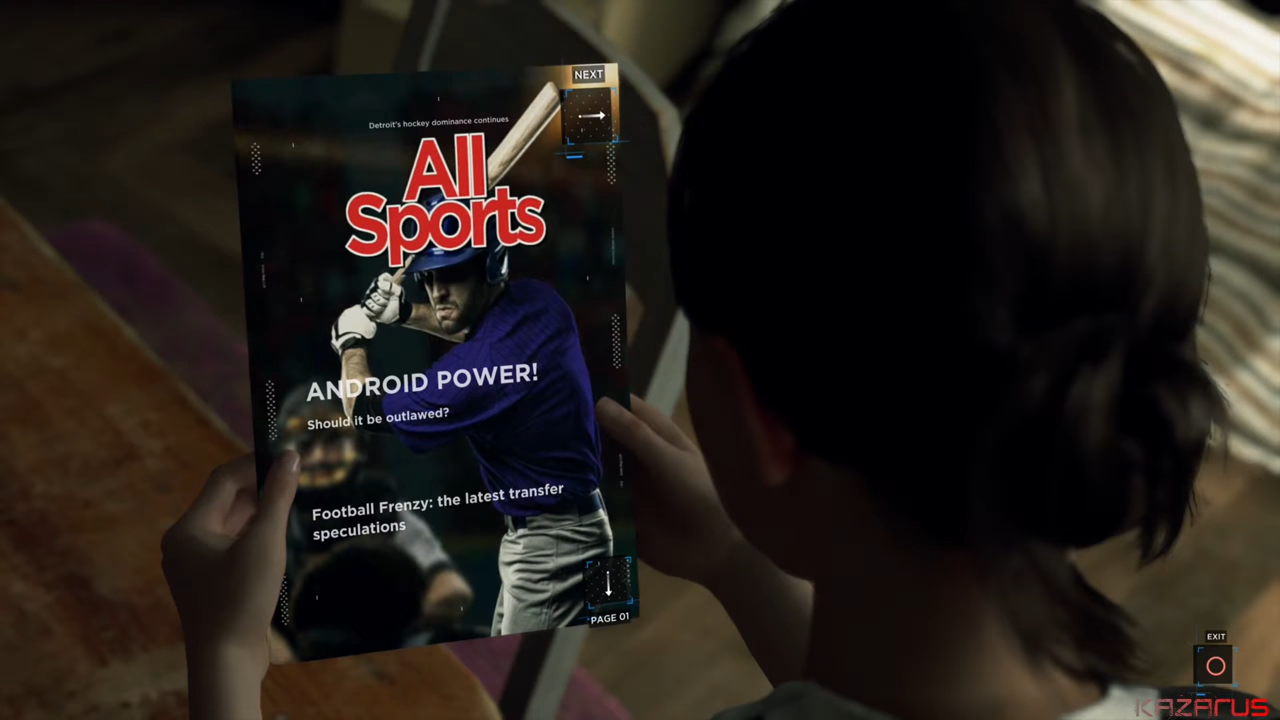 NEXT
Detroit's hockey dominance continues
All
Sports
ANDROID POWER!
Should it be outlawed?
Football Frenzy: the latest transfer
speculations
PAGE 01
EXIT
KAZARUS